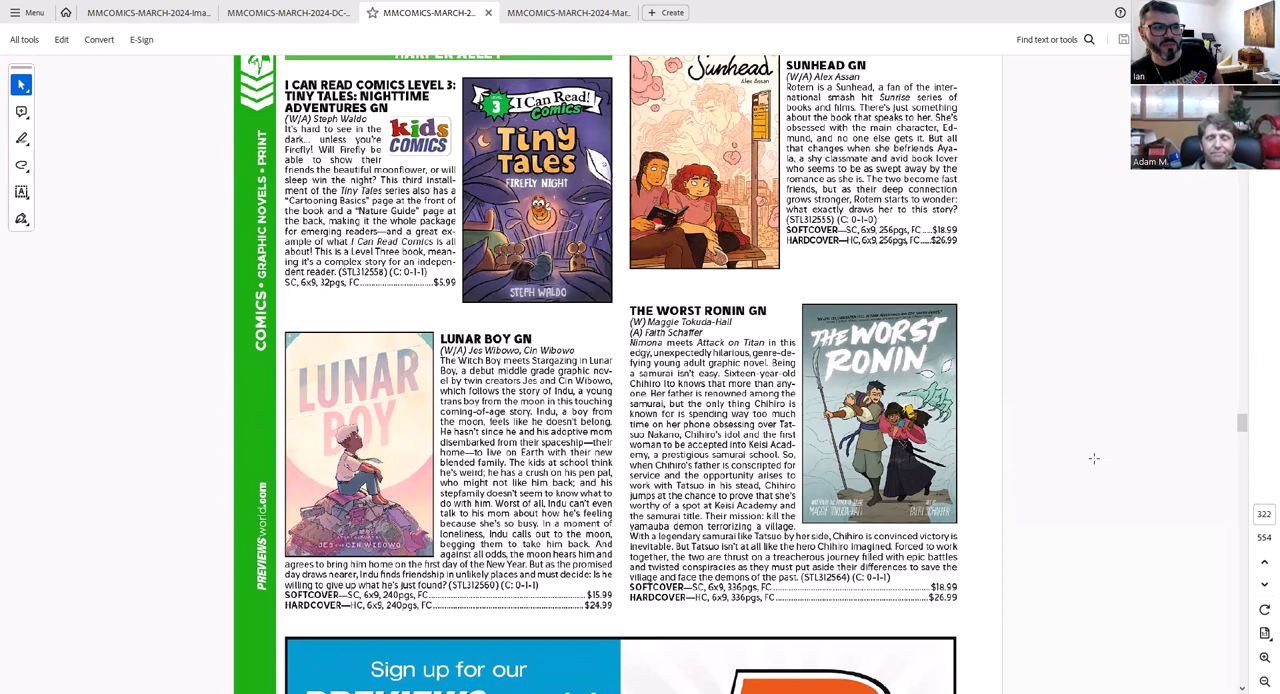 Menu
MMCOMICS-MARCH-2024-Ima...
MMCOMICS-MARCH-2024-DC-...
MMCOMICS-MARCH-2...
MMCOMICS-MARCH-2024-Mar...
+ Create
All tools
Edit
Convert
E-Sign
Find text or tools
Ian
Adam M.
COMICS • GRAPHIC NOVELS • PRINT
PREVIEWSworld.com
I CAN READ COMICS LEVEL 3:
TINY TALES: NIGHTTIME
ADVENTURES GN
(W/A) Steph Waldo
It's hard to see in the
dark... unless you're
Firefly! Will Firefly be
able to show their
friends the beautiful moonflower, or will
sleep win the night? This third install-
ment of the Tiny Tales series also has a
"Cartooning Basics" page at the front of
the book and a "Nature Guide" page at
the back, making it the whole package
for emerging readers—and a great ex-
ample of what I Can Read Comics is all
about! This is a Level Three book, mean-
ing it's a complex story for an indepen-
dent reader. (STL312558) (C: 0-1-1)
SC, 6x9, 32pgs, FC..............................$5.99
kids
COMICS
LEVEL 3
I Can Read!
Comics
Tiny
TALES
FIREFLY NIGHT
STEPH WALDO
LUNAR
BOY
JES AND CIN WIBOWO
LUNAR BOY GN
(W/A) Jes Wibowo, Cin Wibowo
The Witch Boy meets Stargazing in Lunar
Boy, a debut middle grade graphic nov-
el by twin creators Jes and Cin Wibowo,
which follows the story of Indu, a young
trans boy from the moon in this touching
coming-of-age story. Indu, a boy from
the moon, feels like he doesn't belong.
He hasn't since he and his adoptive mom
disembarked from their spaceship—their
home—to live on Earth with their new
blended family. The kids at school think
he's weird; he has a crush on his pen pal,
who might not like him back; and his
stepfamily doesn't seem to know what to
do with him. Worst of all, Indu can't even
talk to his mom about how he's feeling
because she's so busy. In a moment of
loneliness, Indu calls out to the moon,
begging them to take him back. And
against all odds, the moon hears him and
agrees to bring him home on the first day of the New Year. But as the promised
day draws nearer, Indu finds friendship in unlikely places and must decide: Is he
willing to give up what he's just found? (STL312560) (C: 0-1-1)
SOFTCOVER—SC, 6x9, 240pgs, FC..............................$15.99
HARDCOVER—HC, 6x9, 240pgs, FC..............................$24.99
Sunhead
Alex Assan
SUNHEAD GN
(W/A) Alex Assan
Rotem is a Sunhead, a fan of the inter-
national smash hit Sunrise series of
books and films. There's just something
about the book that speaks to her. She's
obsessed with the main character, Ed-
mund, and no one else gets it. But all
that changes when she befriends Aya-
la, a shy classmate and avid book lover
who seems to be as swept away by the
romance as she is. The two become fast
friends, but as their deep connection
grows stronger, Rotem starts to wonder:
what exactly draws her to this story?
(STL312555) (C: 0-1-0)
SOFTCOVER—SC, 6x9, 256pgs, FC.....$18.99
HARDCOVER—HC, 6x9, 256pgs, FC.....$26.99
THE WORST RONIN GN
(W) Maggie Tokuda-Hall
(A) Faith Schaffer
Nimona meets Attack on Titan in this
edgy, unexpectedly hilarious, genre-de-
fying young adult graphic novel. Being
a samurai isn't easy. Sixteen-year-old
Chihiro Ito knows that more than any-
one. Her father is renowned among the
samurai, but the only thing Chihiro is
known for is spending way too much
time on her phone obsessing over Tat-
suo Nakano, Chihiro's idol and the first
woman to be accepted into Keisi Acad-
emy, a prestigious samurai school. So,
when Chihiro's father is conscripted for
service and the opportunity arises to
work with Tatsuo in his stead, Chihiro
jumps at the chance to prove that she's
worthy of a spot at Keisi Academy and
the samurai title. Their mission: kill the
yamauba demon terrorizing a village.
With a legendary samurai like Tatsuo by her side, Chihiro is convinced victory is
inevitable. But Tatsuo isn't at all like the hero Chihiro imagined. Forced to work
together, the two are thrust on a treacherous journey filled with epic battles
and twisted conspiracies as they must put aside their differences to save the
village and face the demons of the past. (STL312564) (C: 0-1-1)
SOFTCOVER—SC, 6x9, 336pgs, FC..............................$18.99
HARDCOVER—HC, 6x9, 336pgs, FC..............................$26.99
THE WORST
RONIN
MAGGIE TOKUDA-HALL
FAITH SCHAFFER
Sign up for our
322
554